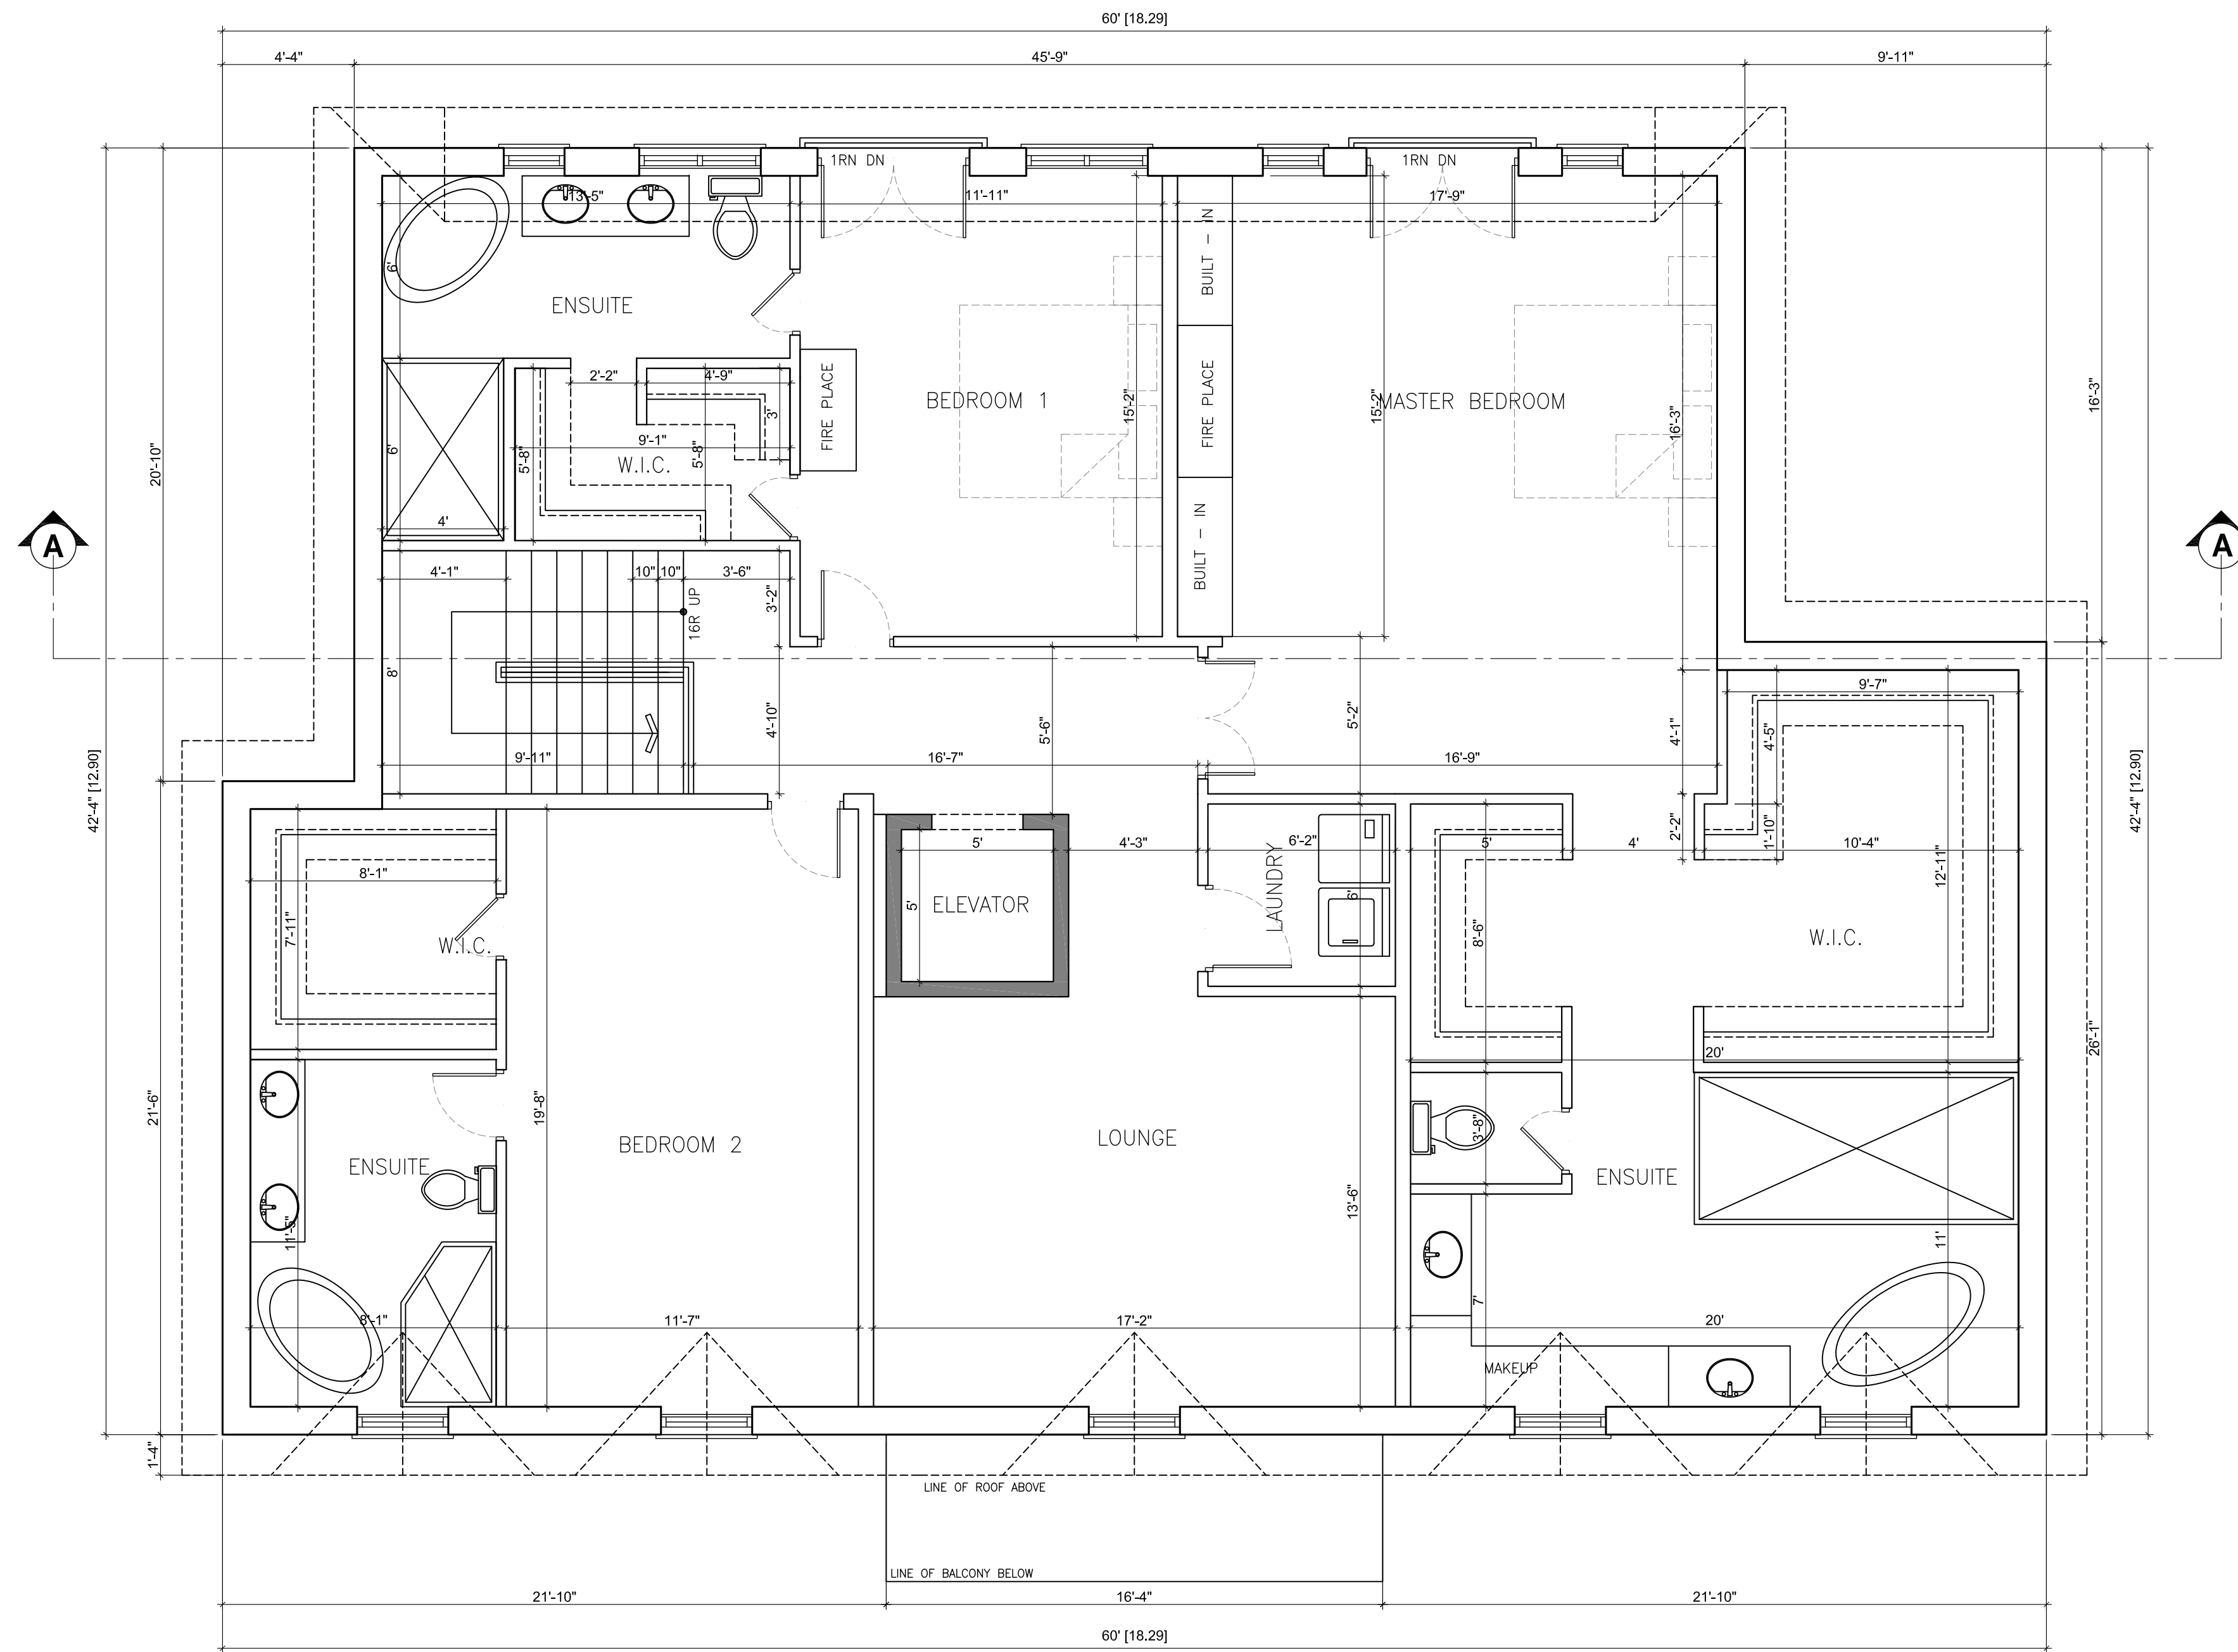 60' [18.29]
4'-4"
45'-9"
9'-11"
1RN DN
1RN DN
13'-5"
11'-11"
17'-9"
BUILT - IN
6'
ENSUITE
2'-2"
4'-9"
3'
FIRE PLACE
BEDROOM 1
15'-2"
FIRE PLACE
15'-2"
MASTER BEDROOM
16'-3"
16'-3"
20'-10"
6'
5'-8"
9'-1"
W.I.C.
5'-8"
4'
BUILT - IN
A
A
4'-1"
10"
10"
3'-6"
3'-2"
16R UP
8'
4'-10"
5'-6"
5'-2"
4'-1"
9'-7"
4'-5"
9'-11"
16'-7"
16'-9"
42'-4" [12.90]
42'-4" [12.90]
8'-1"
7'-11"
W.I.C.
5'
5'
ELEVATOR
4'-3"
6'-2"
LAUNDRY
6'
5'
4'
2'-2"
1'-10"
10'-4"
12'-11"
8'-6"
W.I.C.
20'
26'-1"
21'-6"
19'-8"
BEDROOM 2
LOUNGE
3'-8"
ENSUITE
ENSUITE
11'-5"
13'-6"
11'
7'
8'-1"
11'-7"
17'-2"
20'
MAKEUP
1'-4"
LINE OF ROOF ABOVE
LINE OF BALCONY BELOW
21'-10"
16'-4"
21'-10"
60' [18.29]